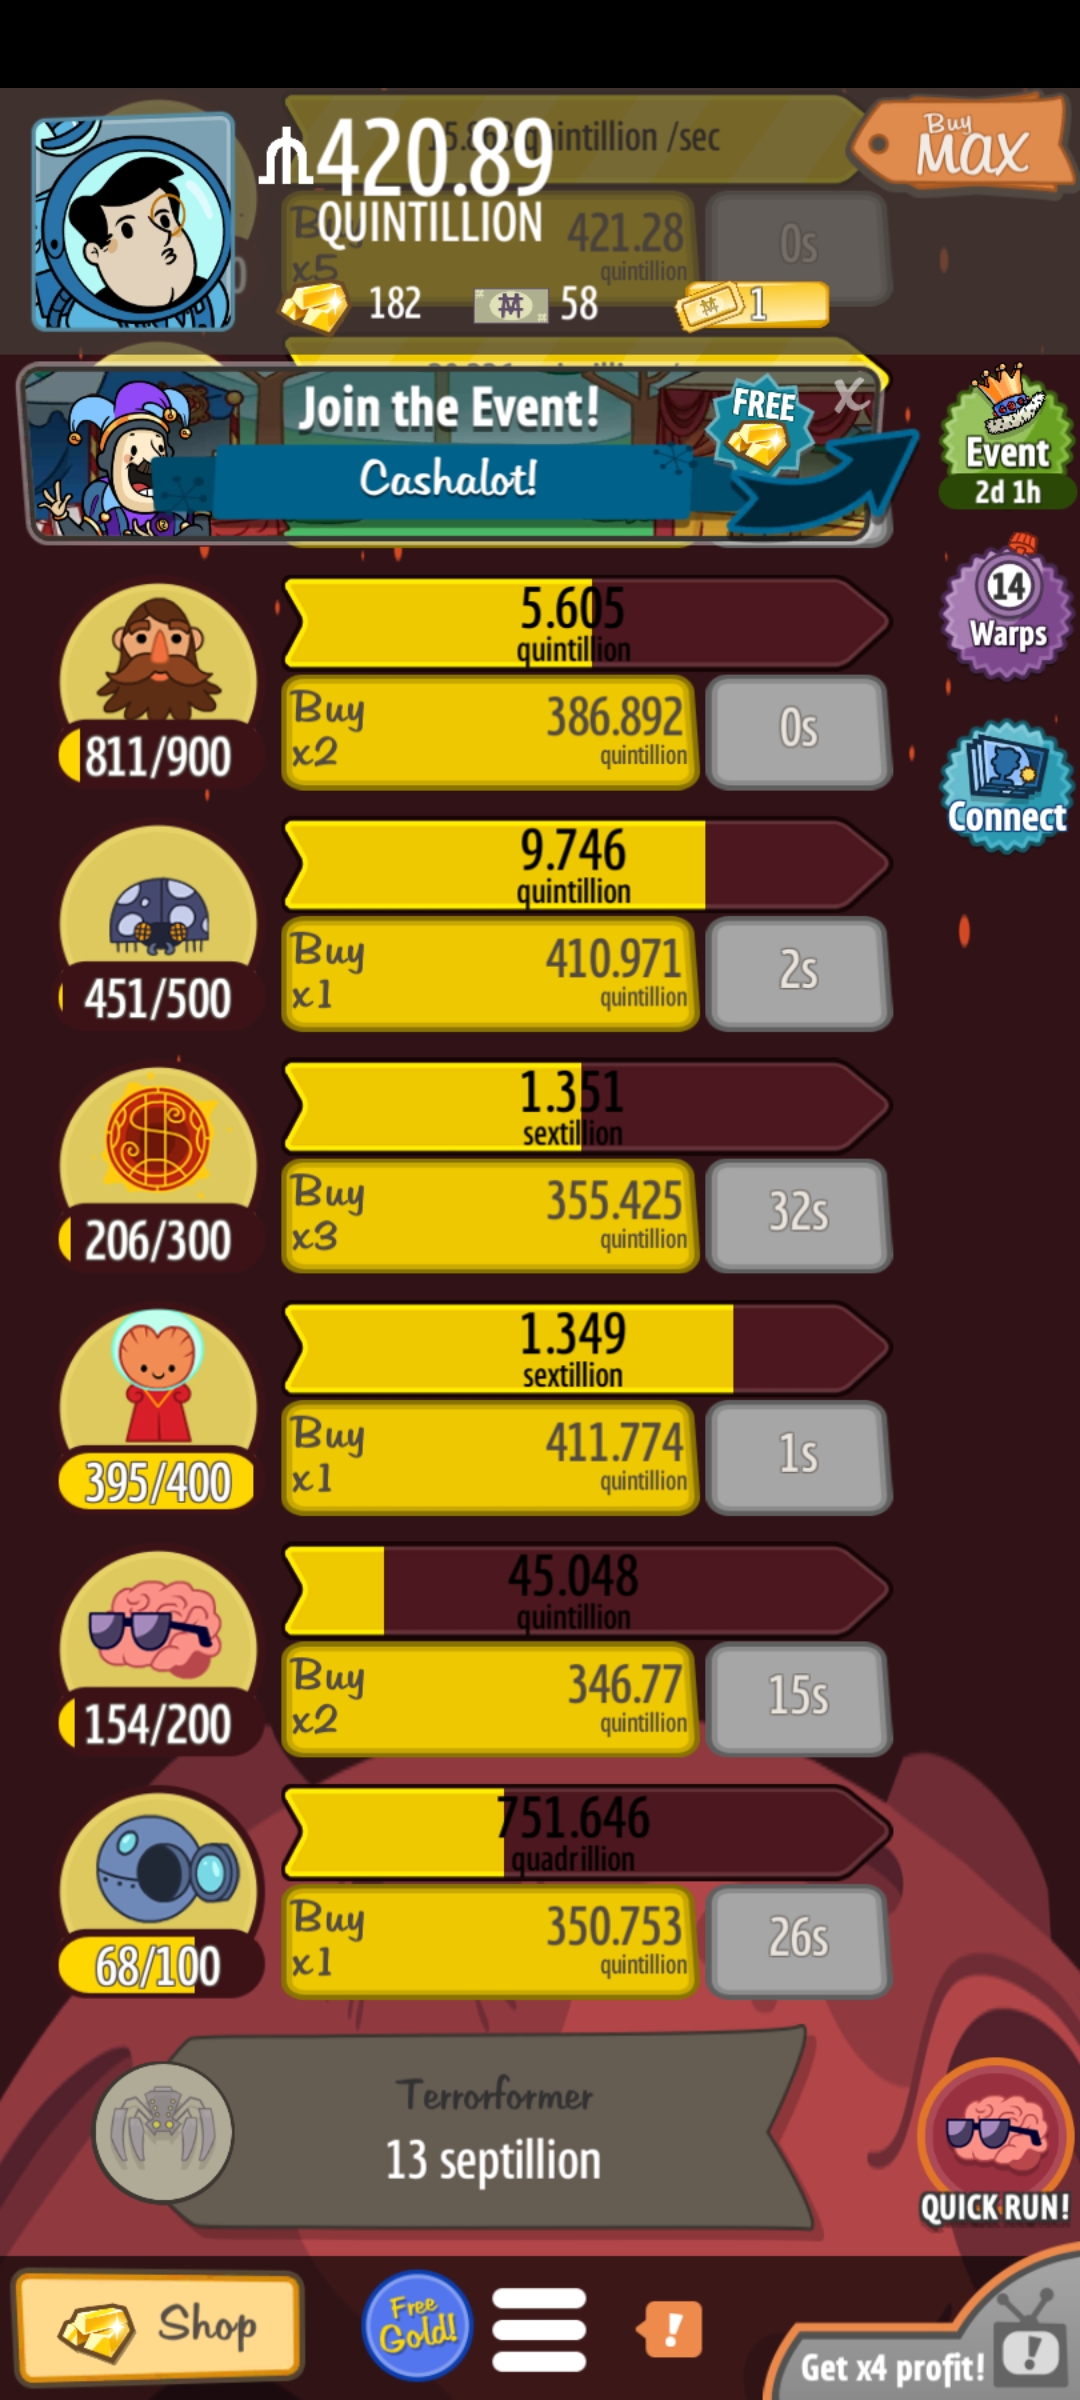 Buy
MAX
420.89
QUINTILLION
quintillion /sec
x5
421.28
quintillion
0s
182
58
1
Join the Event!
FREE
X
Cashalot!
Event
2d 1h
14
Warps
Connect
5.605
quintillion
Buy
x2
386.892
quintillion
0s
811/900
9.746
quintillion
Buy
x1
410.971
quintillion
2s
451/500
1.351
sextillion
Buy
x3
355.425
quintillion
32s
206/300
1.349
sextillion
Buy
x1
411.774
quintillion
1s
395/400
45.048
quintillion
Buy
x2
346.77
quintillion
15s
154/200
751.646
quadrillion
Buy
x1
350.753
quintillion
26s
68/100
Terrorformer
13 septillion
QUICK RUN!
Shop
Free
Gold!
!
Get x4 profit!
!